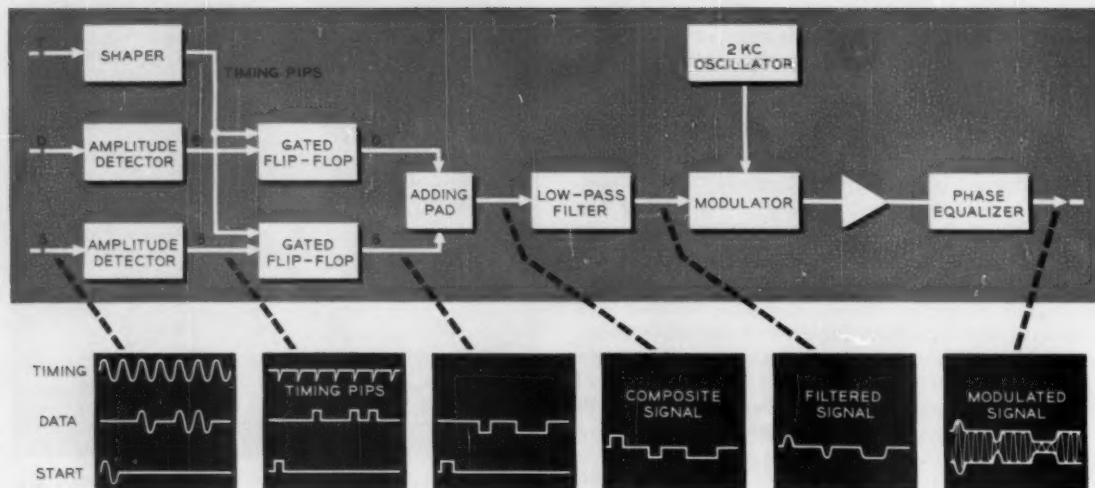 T
SHAPER
TIMING PIPS
2 KC
OSCILLATOR
D
AMPLITUDE
DETECTOR
GATED
FLIP-FLOP
D
ADDING
PAD
LOW-PASS
FILTER
MODULATOR
PHASE
EQUALIZER
S
AMPLITUDE
DETECTOR
S
GATED
FLIP-FLOP
S
TIMING
DATA
START
TIMING PIPS
COMPOSITE
SIGNAL
FILTERED
SIGNAL
MODULATED
SIGNAL